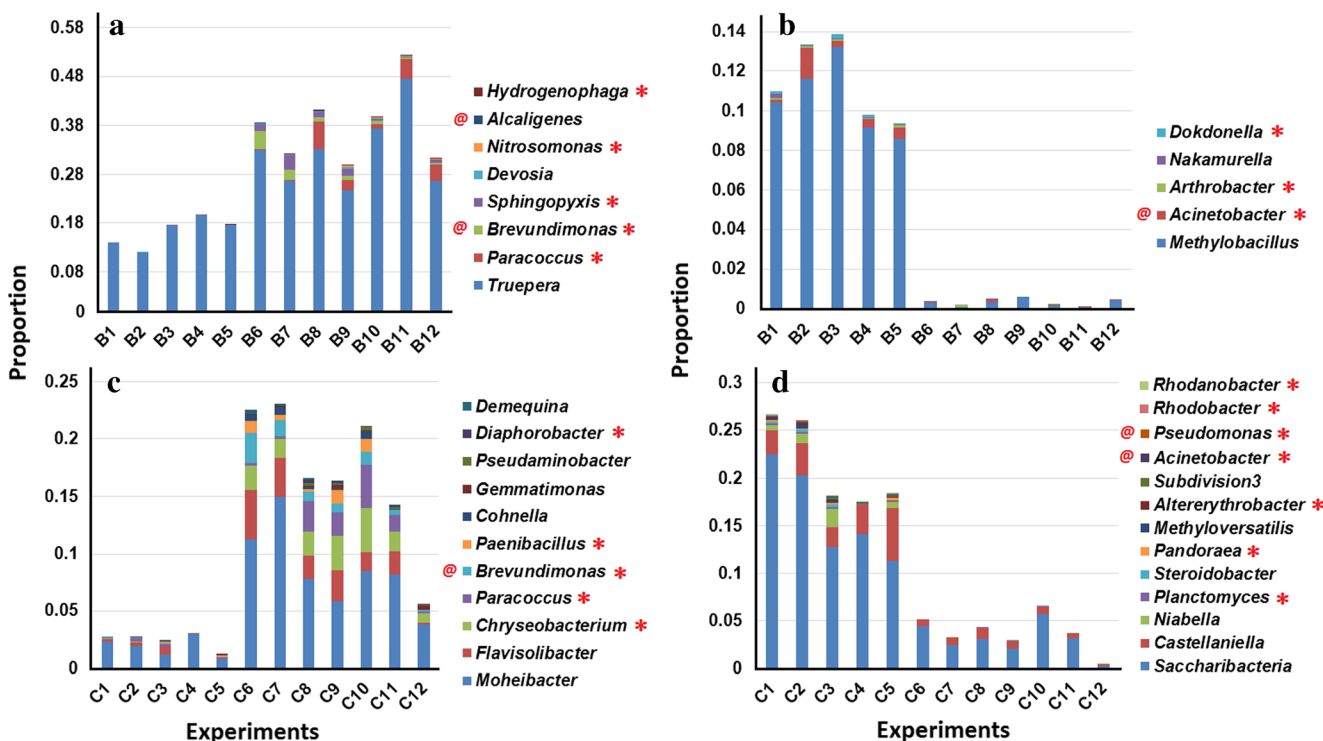 a
0.58
0.48
0.38
0.28
0.18
0.08
0
B1
B2
B3
B4
B5
B6
B7
B8
B9
B10
B11
B12
Hydrogenophaga *
@ Alcaligenes
Nitrosomonas *
Devosia
Sphingopyxis *
@ Brevundimonas *
Paracoccus *
Truepera
b
0.14
0.12
0.1
0.08
0.06
0.04
0.02
0
B1
B2
B3
B4
B5
B6
B7
B8
B9
B10
B11
B12
Dokdonella *
Nakamurella
Arthrobacter *
@ Acinetobacter *
Methylobacillus
Proportion
Proportion
c
0.25
0.2
0.15
0.1
0.05
0
C1
C2
C3
C4
C5
C6
C7
C8
C9
C10
C11
C12
Demequina
Diaphorobacter *
Pseudaminobacter
Gemmatimonas
Cohnella
Paenibacillus *
@ Brevundimonas *
Paracoccus *
Chryseobacterium *
Flavisolibacter
Moheibacter
Experiments
d
0.3
0.25
0.2
0.15
0.1
0.05
0
C1
C2
C3
C4
C5
C6
C7
C8
C9
C10
C11
C12
Rhodanobacter *
Rhodobacter *
@ Pseudomonas *
@ Acinetobacter *
Subdivision3
Altererythrobacter *
Methyloversatilis
Pandoraea *
Steroidobacter
Planctomyces *
Niabella
Castellaniella
Saccharibacteria
Experiments